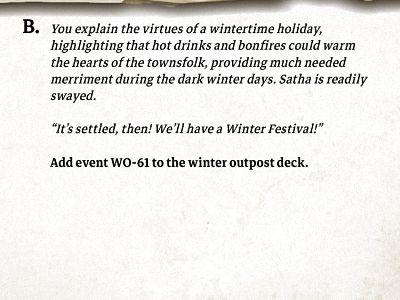 B. You explain the virtues of a wintertime holiday,
highlighting that hot drinks and bonfires could warm
the hearts of the townsfolk, providing much needed
merriment during the dark winter days. Satha is readily
swayed.
“It’s settled, then! We’ll have a Winter Festival!”
Add event WO-61 to the winter outpost deck.